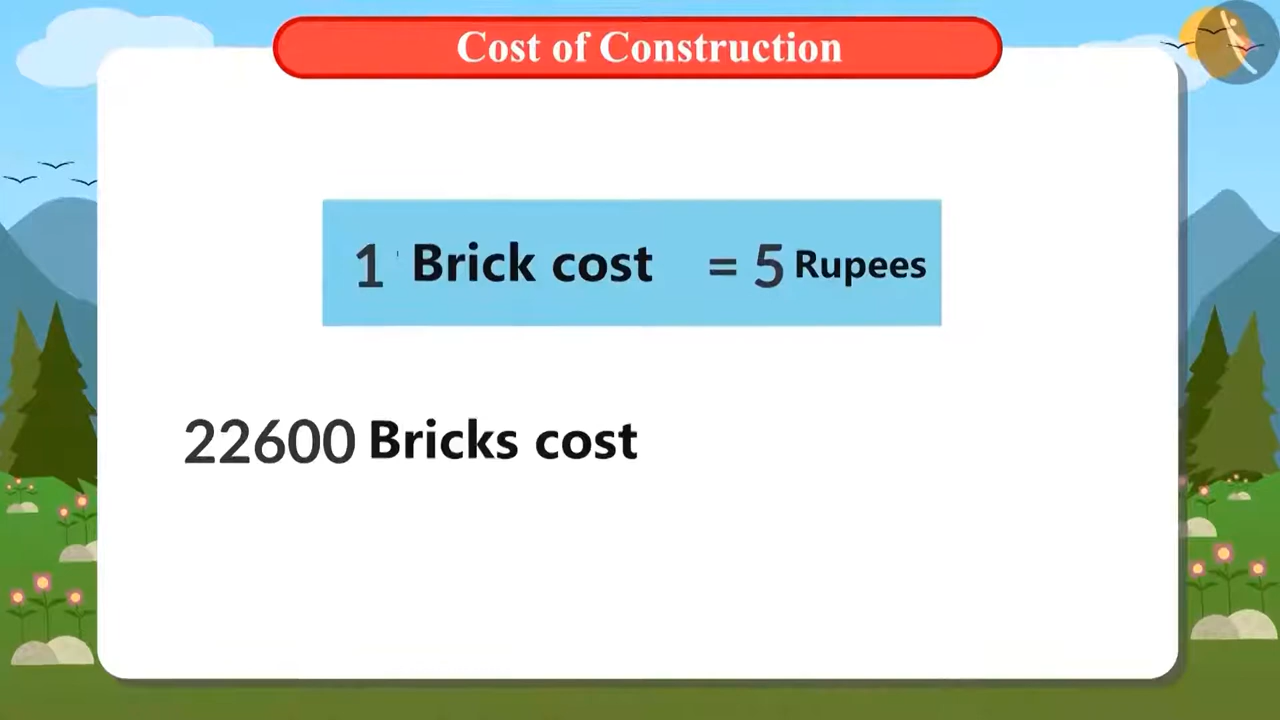 Cost of Construction
1 Brick cost = 5 Rupees
22600 Bricks cost